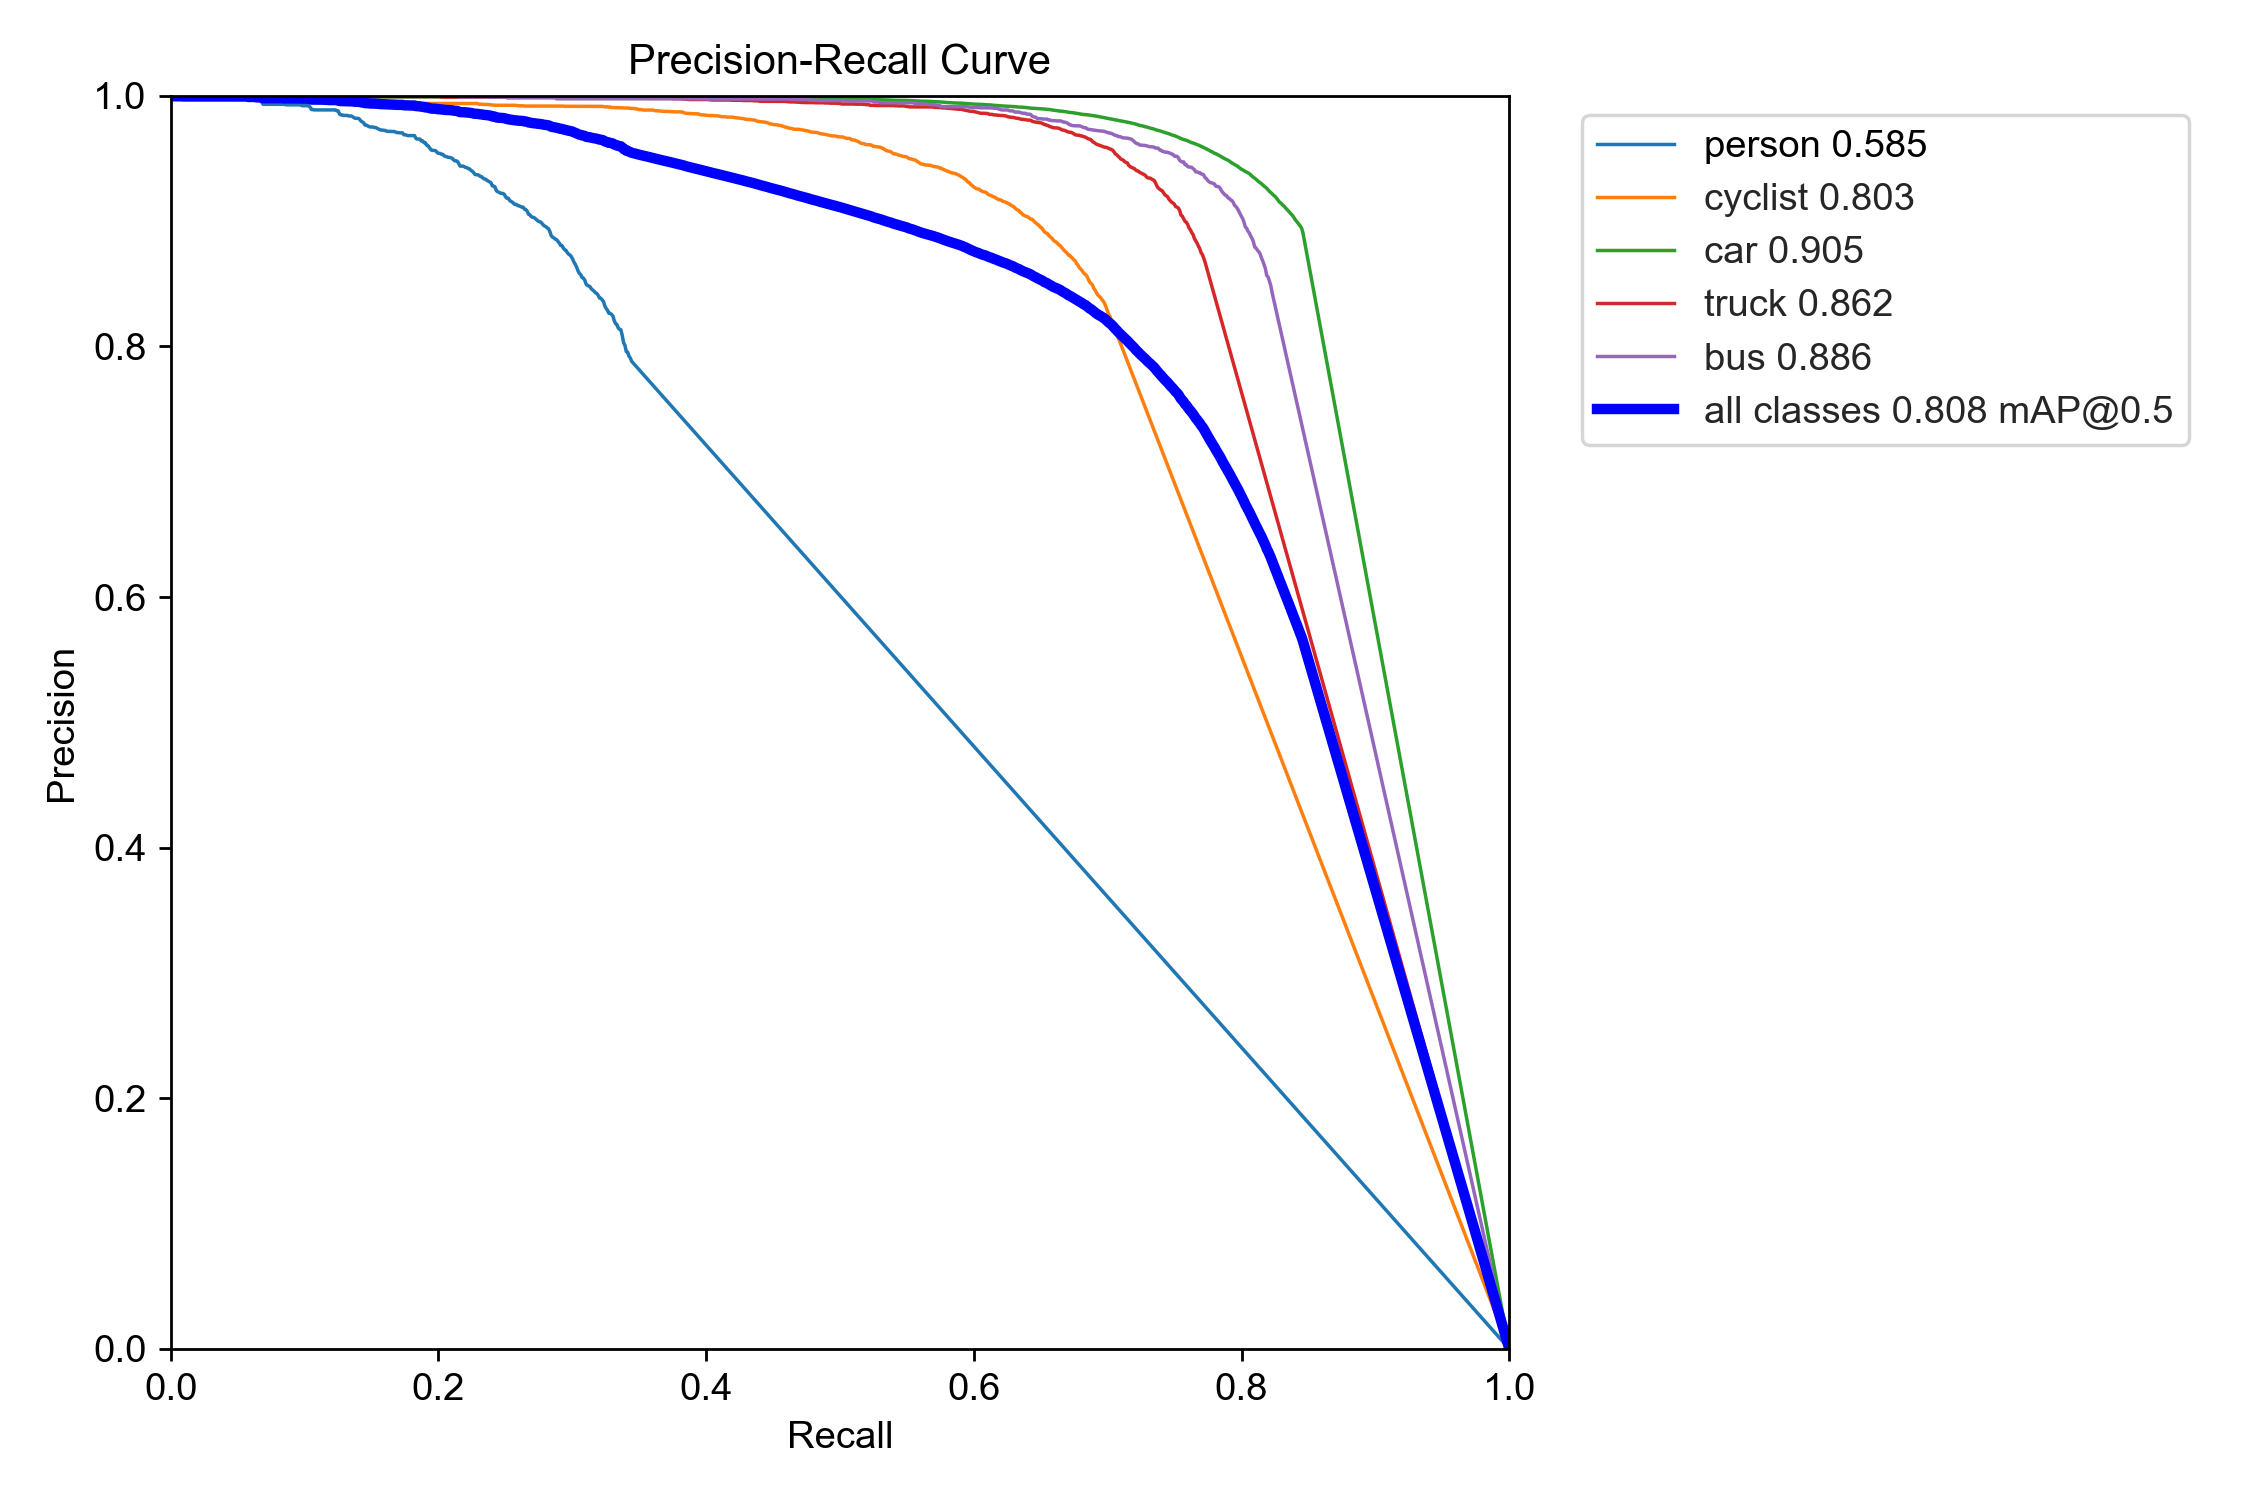 Precision-Recall Curve
1.0
0.8
0.6
0.4
0.2
0.0
Precision
0.0 0.2 0.4 0.6 0.8 1.0
Recall
person 0.585
cyclist 0.803
car 0.905
truck 0.862
bus 0.886
all classes 0.808 mAP@0.5